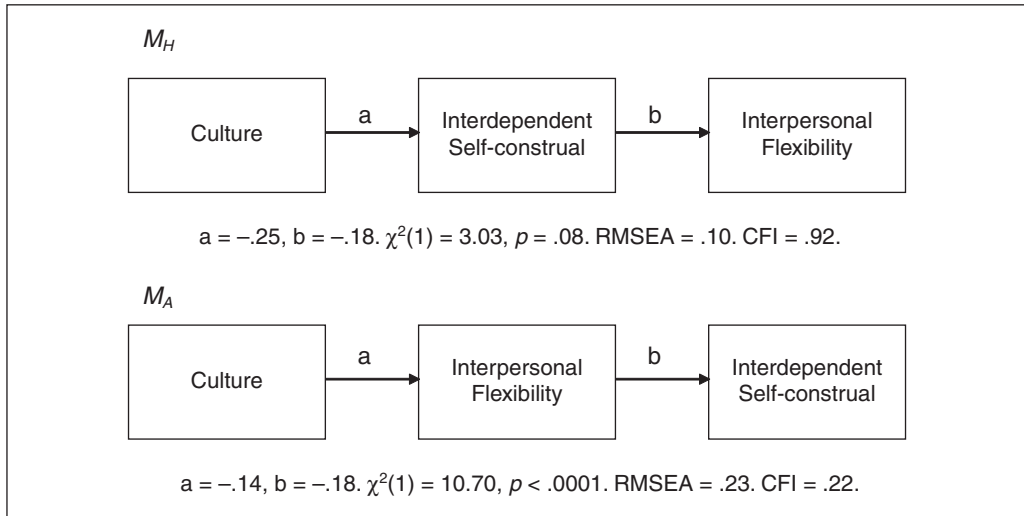 M_H
a
b
Culture
Interdependent
Self-construal
Interpersonal
Flexibility
a = –.25, b = –.18. χ²(1) = 3.03, p = .08. RMSEA = .10. CFI = .92.
M_A
a
b
Culture
Interpersonal
Flexibility
Interdependent
Self-construal
a = –.14, b = –.18. χ²(1) = 10.70, p < .0001. RMSEA = .23. CFI = .22.